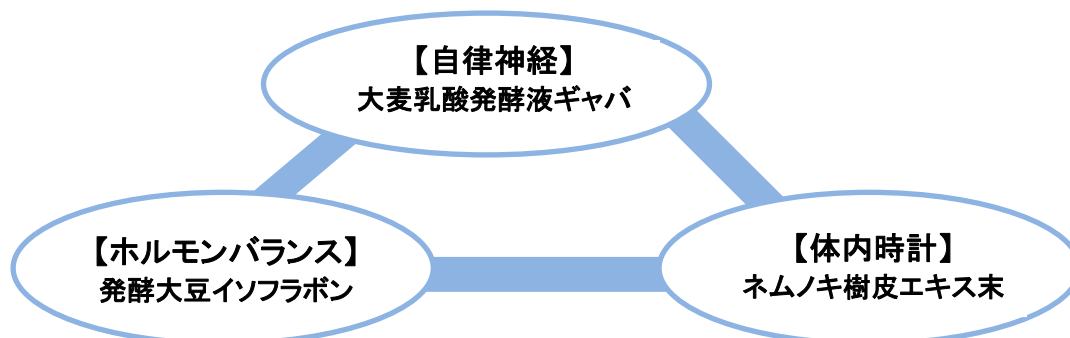 【自律神経】
大麦乳酸発酵液ギャバ
【ホルモンバランス】
発酵大豆イソフラボン
【体内時計】
ネムノキ樹皮エキス末